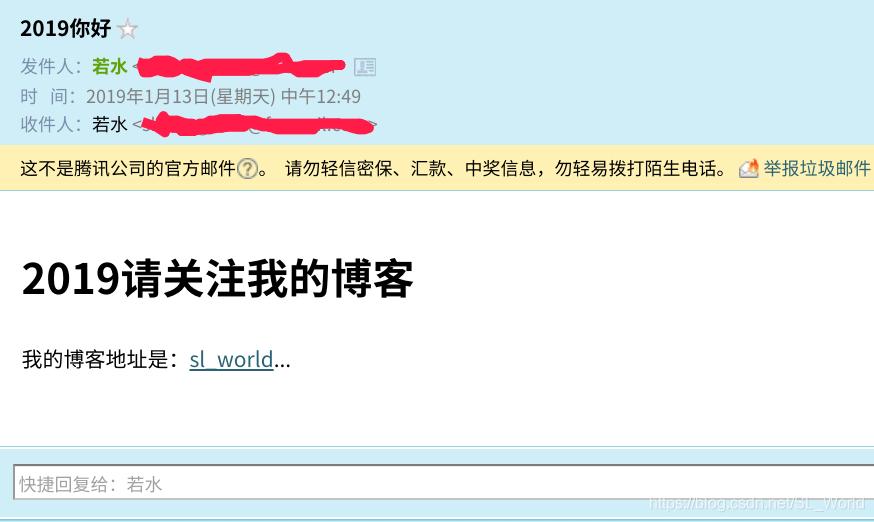 2019你好
发件人：若水 <
时 间：2019年1月13日(星期天) 中午12:49
收件人：若水 <
这不是腾讯公司的官方邮件?。 请勿轻信密保、汇款、中奖信息，勿轻易拨打陌生电话。 举报垃圾邮件
2019请关注我的博客
我的博客地址是：sl_world...
快捷回复给：若水
https://blog.csdn.net/SL_World